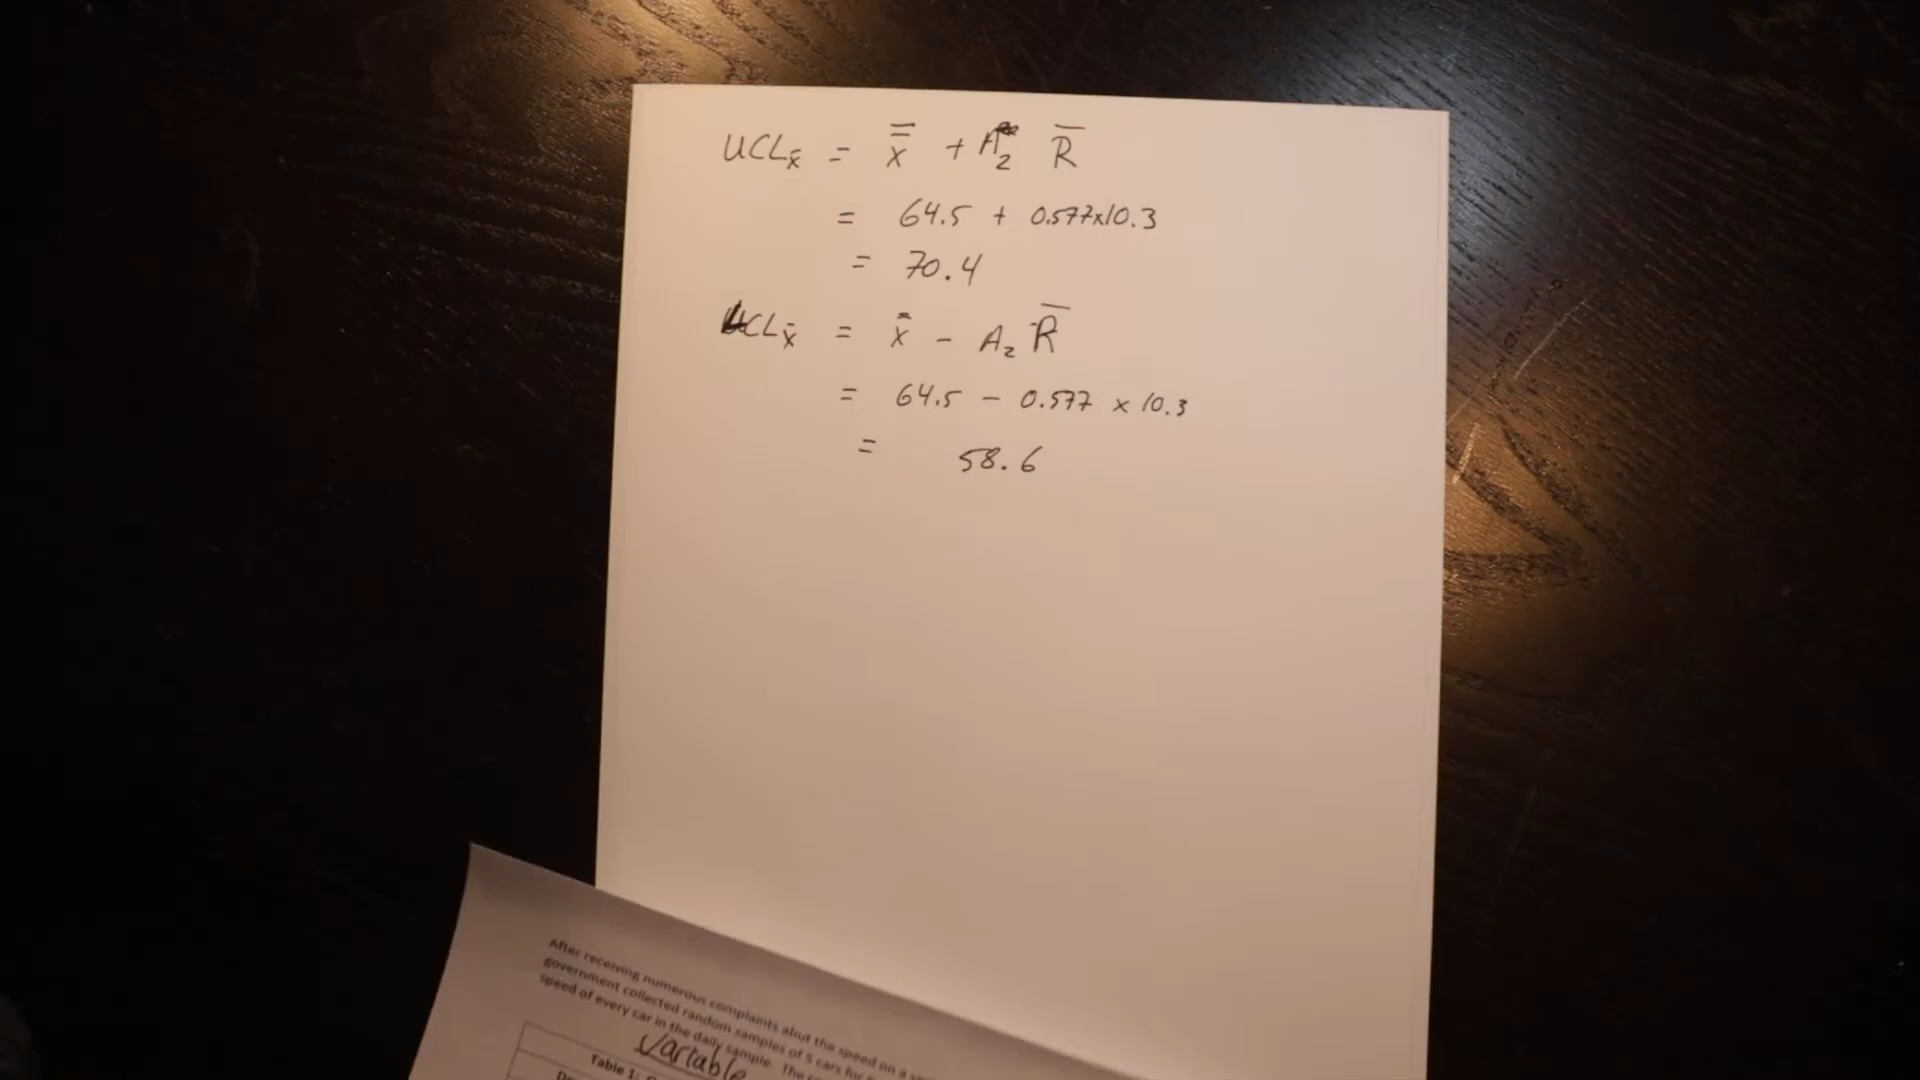 UCLx̄ = x̿ + A₂ R̄
= 64.5 + 0.577x10.3
= 70.4
LCLx̄ = x̿ - A₂ R̄
= 64.5 - 0.577 x 10.3
= 58.6
After receiving numerous complaints abut the speed on a
government collected random samples of 5 cars for
speed of every car in the daily sample. The
Variable
Table 1: